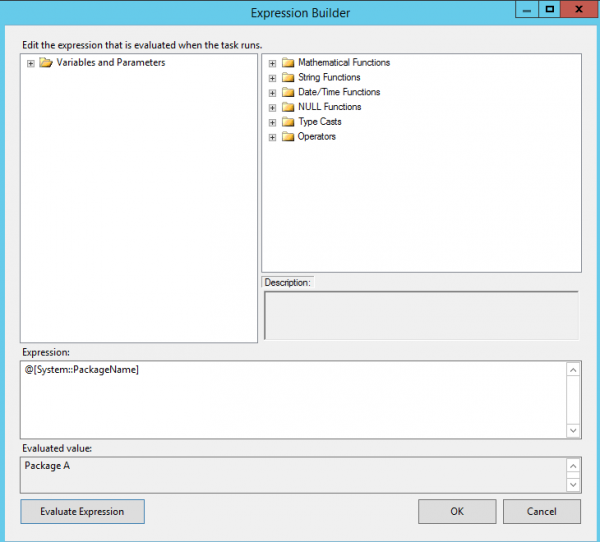 Expression Builder
Edit the expression that is evaluated when the task runs.
Variables and Parameters
Mathematical Functions
String Functions
Date/Time Functions
NULL Functions
Type Casts
Operators
Description:
Expression:
@[System::PackageName]
Evaluated value:
Package A
Evaluate Expression
OK
Cancel